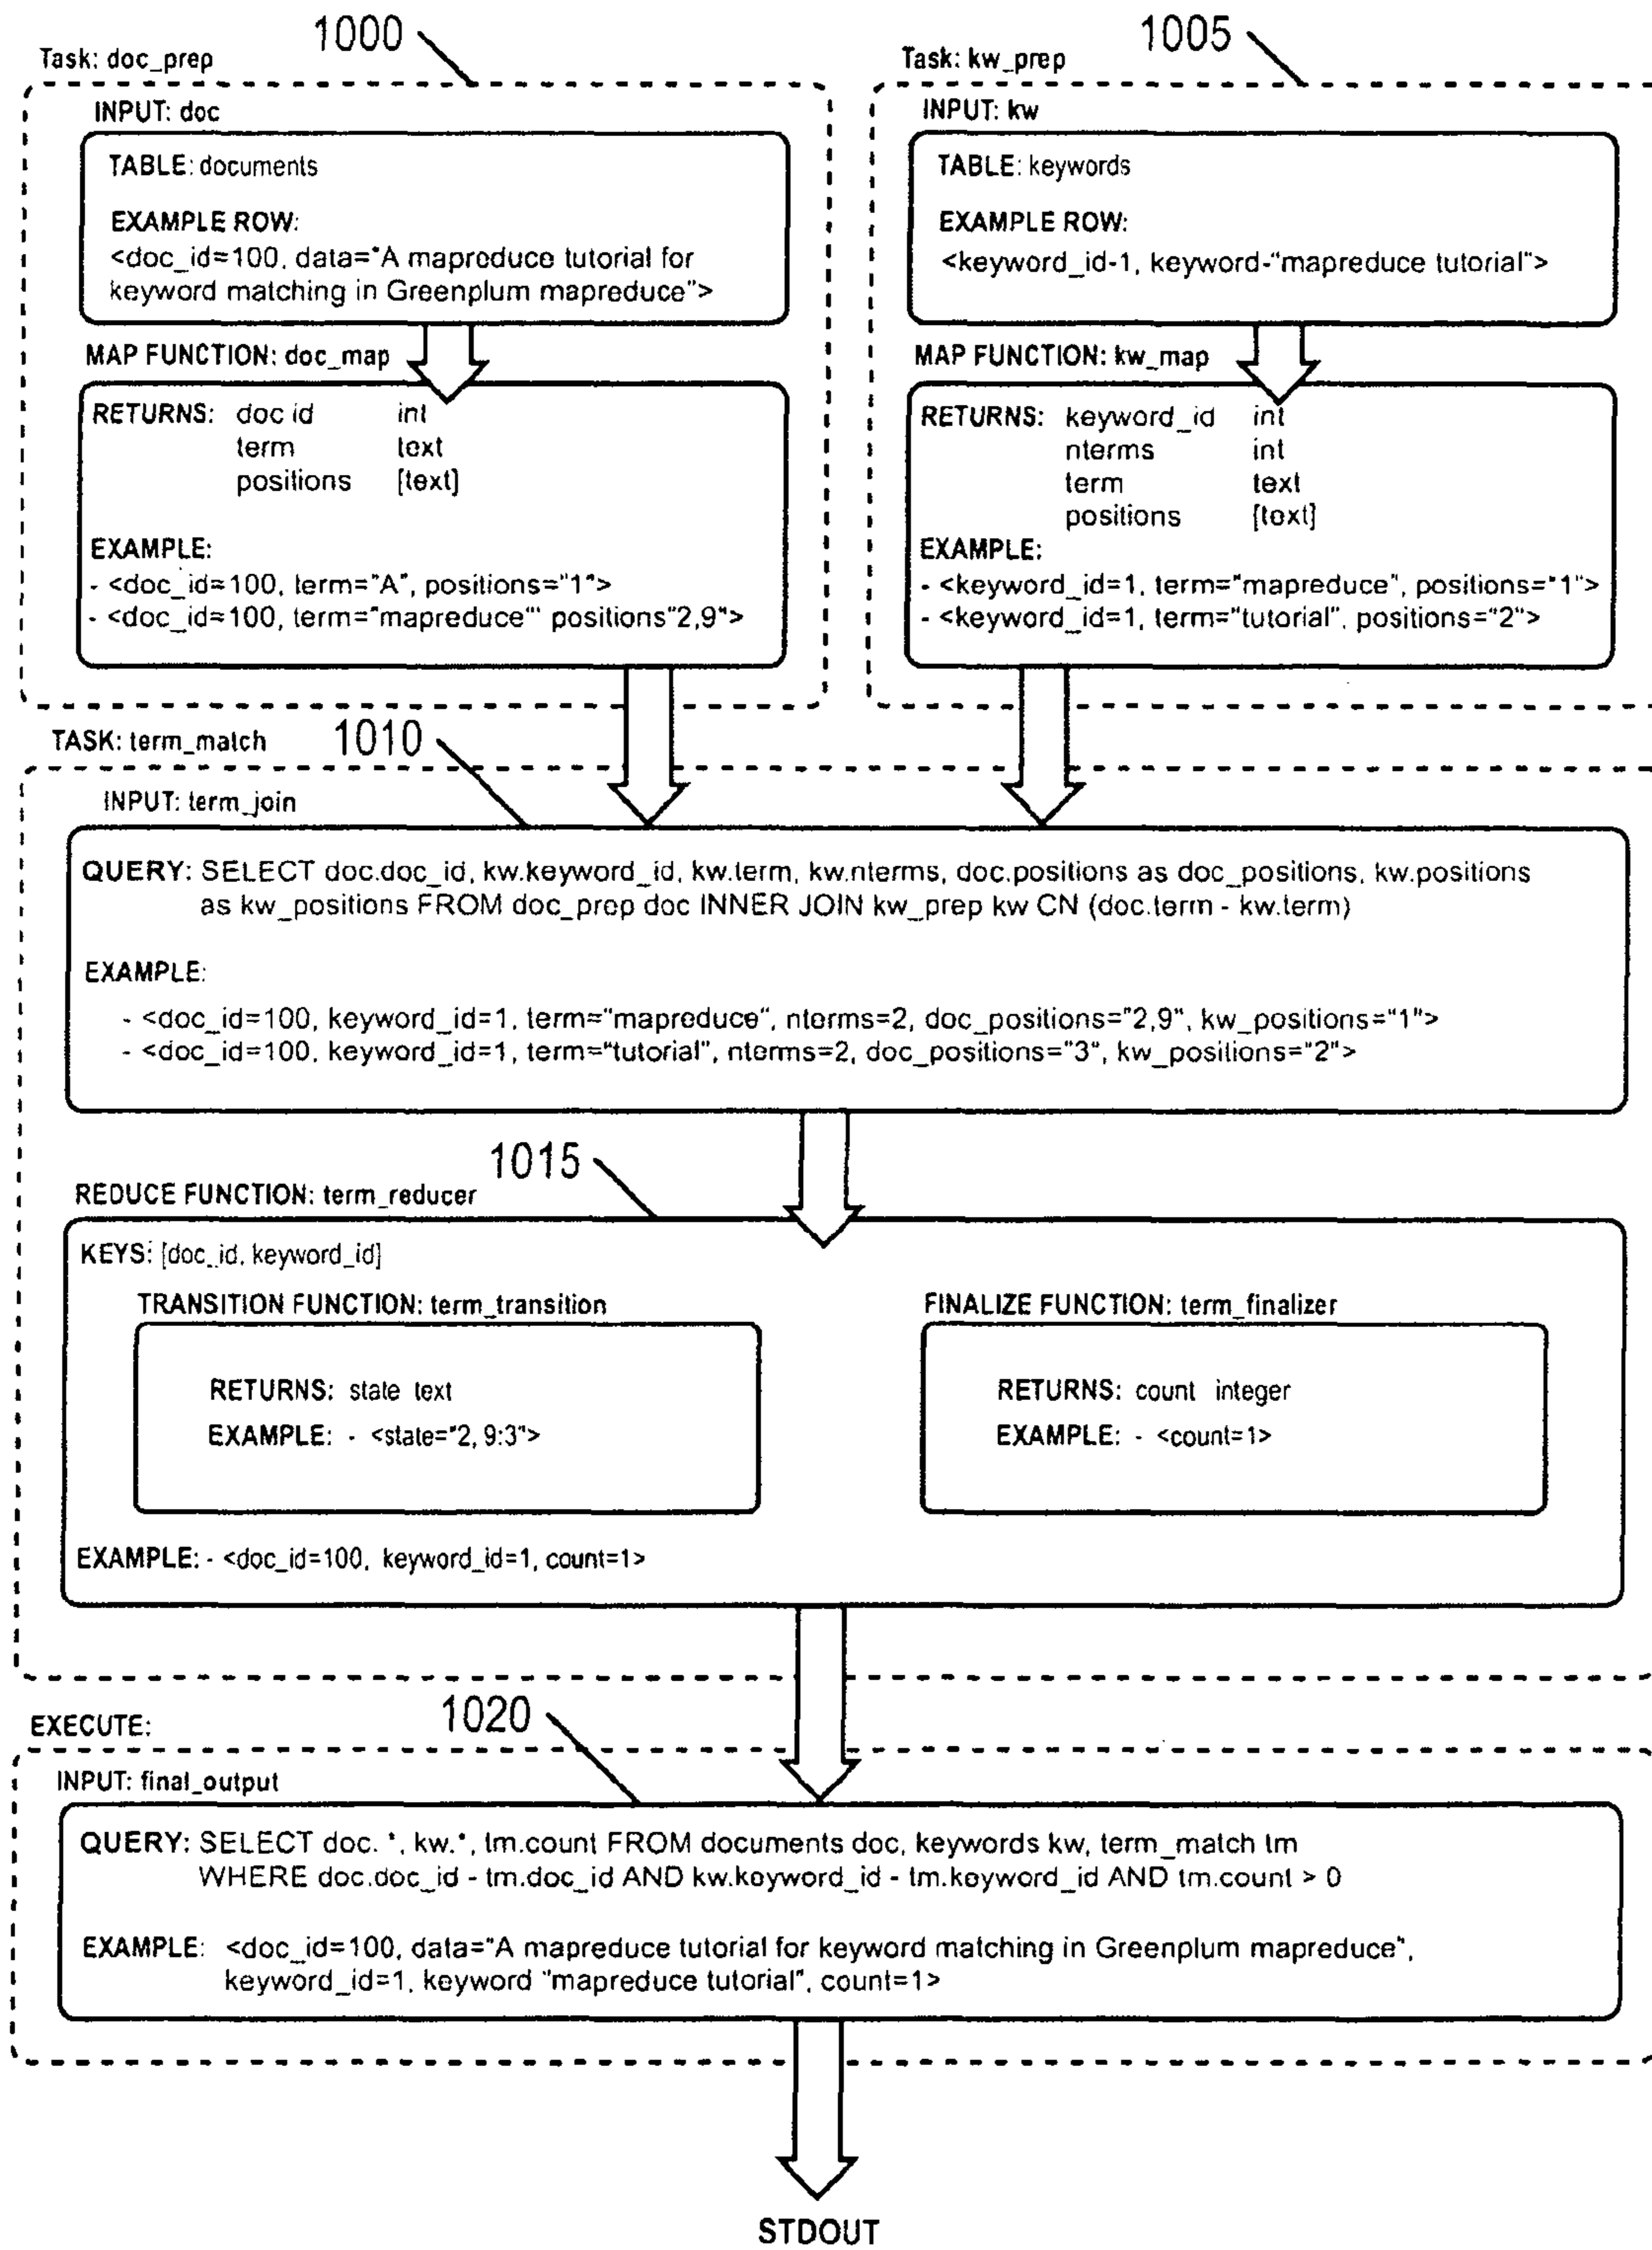 1000
Task: doc_prep
INPUT: doc
TABLE: documents
EXAMPLE ROW:
<doc_id=100, data="A mapreduce tutorial for
keyword matching in Greenplum mapreduce">
MAP FUNCTION: doc_map
RETURNS: doc id int
term text
positions [text]
EXAMPLE:
- <doc_id=100, term="A", positions="1">
- <doc_id=100, term="mapreduce"' positions"2,9">
1005
Task: kw_prep
INPUT: kw
TABLE: keywords
EXAMPLE ROW:
<keyword_id-1, keyword-"mapreduce tutorial">
MAP FUNCTION: kw_map
RETURNS: keyword_id int
nterms int
term text
positions [text]
EXAMPLE:
- <keyword_id=1, term="mapreduce", positions="1">
- <keyword_id=1, term="tutorial", positions="2">
TASK: term_match 1010
INPUT: term_join
QUERY: SELECT doc.doc_id, kw.keyword_id, kw.term, kw.nterms, doc.positions as doc_positions, kw.positions
as kw_positions FROM doc_prep doc INNER JOIN kw_prep kw CN (doc.term - kw.term)
EXAMPLE:
- <doc_id=100, keyword_id=1, term="mapreduce", nterms=2, doc_positions="2,9", kw_positions="1">
- <doc_id=100, keyword_id=1, term="tutorial", nterms=2, doc_positions="3", kw_positions="2">
1015
REDUCE FUNCTION: term_reducer
KEYS: [doc_id, keyword_id]
TRANSITION FUNCTION: term_transition
RETURNS: state text
EXAMPLE: - <state="2, 9:3">
FINALIZE FUNCTION: term_finalizer
RETURNS: count integer
EXAMPLE: - <count=1>
EXAMPLE: - <doc_id=100, keyword_id=1, count=1>
1020
EXECUTE:
INPUT: final_output
QUERY: SELECT doc. *, kw.*, tm.count FROM documents doc, keywords kw, term_match tm
WHERE doc.doc_id - tm.doc_id AND kw.keyword_id - tm.keyword_id AND tm.count > 0
EXAMPLE: <doc_id=100, data="A mapreduce tutorial for keyword matching in Greenplum mapreduce",
keyword_id=1, keyword "mapreduce tutorial", count=1>
STDOUT